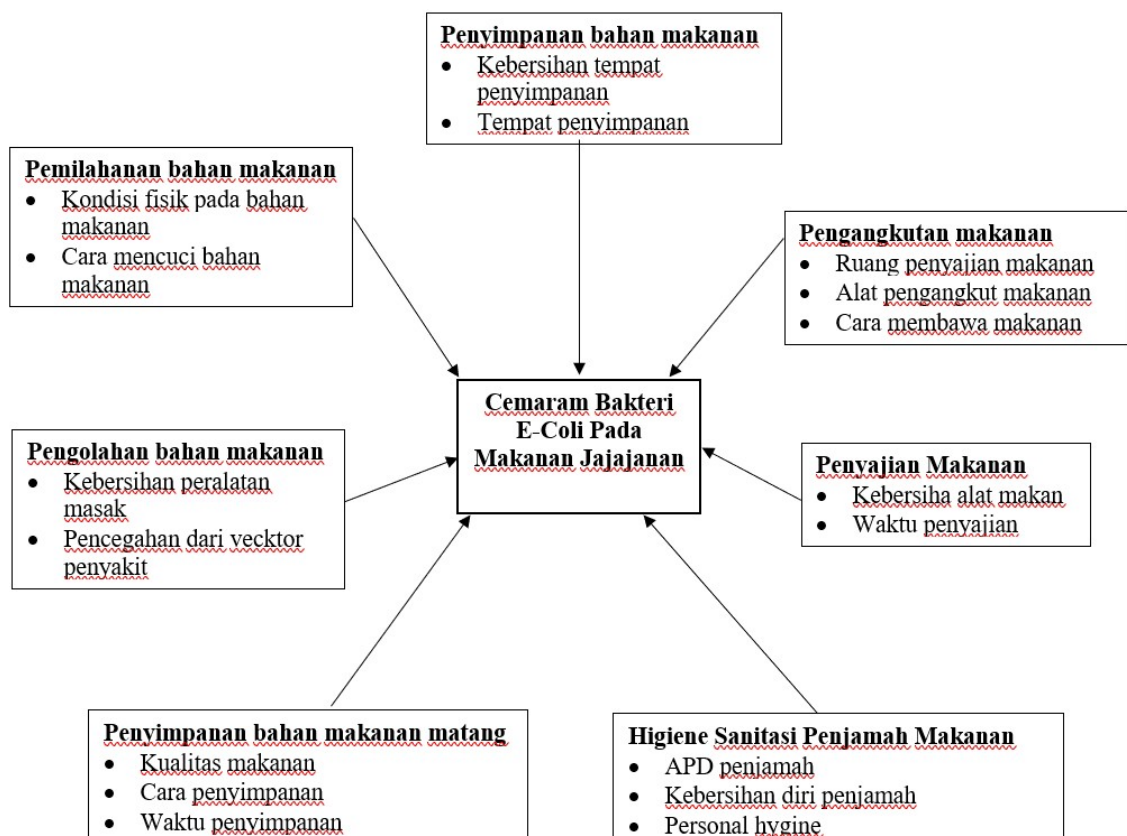 Penyimpanan bahan makanan
• Kebersihan tempat
penyimpanan
• Tempat penyimpanan
Pemilahanan bahan makanan
• Kondisi fisik pada bahan
makanan
• Cara mencuci bahan
makanan
Pengangkutan makanan
• Ruang penyajian makanan
• Alat pengangkut makanan
• Cara membawa makanan
Cemaram Bakteri
E-Coli Pada
Makanan Jajajanan
Pengolahan bahan makanan
• Kebersihan peralatan
masak
• Pencegahan dari vecktor
penyakit
Penyajian Makanan
• Kebersiha alat makan
• Waktu penyajian
Penyimpanan bahan makanan matang
• Kualitas makanan
• Cara penyimpanan
• Waktu penyimpanan
Higiene Sanitasi Penjamah Makanan
• APD penjamah
• Kebersihan diri penjamah
• Personal hygine